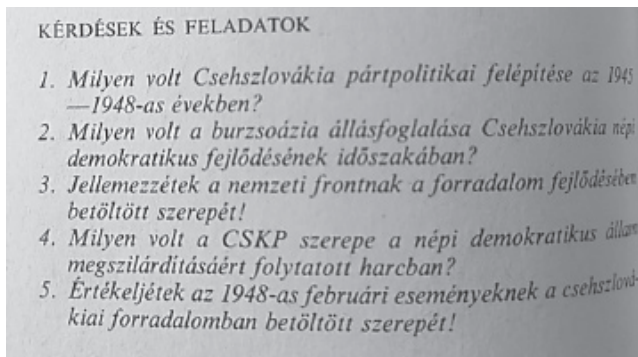 KÉRDÉSEK ÉS FELADATOK
1. Milyen volt Csehszlovákia pártpolitikai felépítése az 1945
—1948-as években?
2. Milyen volt a burzsoázia állásfoglalása Csehszlovákia népi
demokratikus fejlődésének időszakában?
3. Jellemezzétek a nemzeti frontnak a forradalom fejlődésében
betöltött szerepét!
4. Milyen volt a CSKP szerepe a népi demokratikus állam
megszilárdításáért folytatott harcban?
5. Értékeljétek az 1948-as februári eseményeknek a csehszlová-
kiai forradalomban betöltött szerepét!